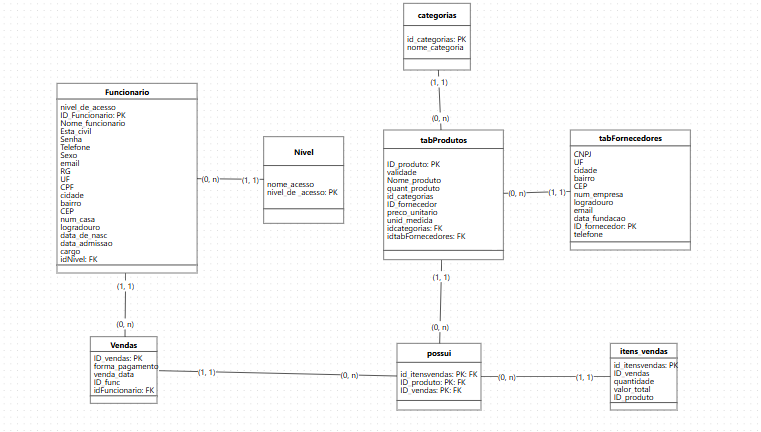 categorias
id_categorias: PK
nome_categoria
(1, 1)
(0, n)
Funcionario
nivel_de_acesso
ID_Funcionario: PK
Nome_funcionario
Esta_civil
Senha
Telefone
Sexo
email
RG
UF
CPF
cidade
bairro
CEP
num_casa
logradouro
data_de_nasc
data_admissao
cargo
idNivel: FK
(0, n)
(1, 1)
Nivel
nome_acesso
nivel_de _acesso: PK
tabProdutos
ID_produto: PK
validade
Nome_produto
quant_produto
id_categorias
ID_fornecedor
preco_unitario
unid_medida
idcategorias: FK
idtabFornecedores: FK
(0, n)
(1, 1)
tabFornecedores
CNPJ
UF
cidade
bairro
CEP
num_empresa
logradouro
email
data_fundacao
ID_fornecedor: PK
telefone
(1, 1)
(0, n)
(1, 1)
(0, n)
Vendas
ID_vendas: PK
forma_pagamento
venda_data
ID_func
idFuncionario: FK
(1, 1)
(0, n)
possui
id_itensvendas: PK: FK
ID_produto: PK: FK
ID_vendas: PK: FK
(0, n)
(1, 1)
itens_vendas
id_itensvendas: PK
ID_vendas
quantidade
valor_total
ID_produto